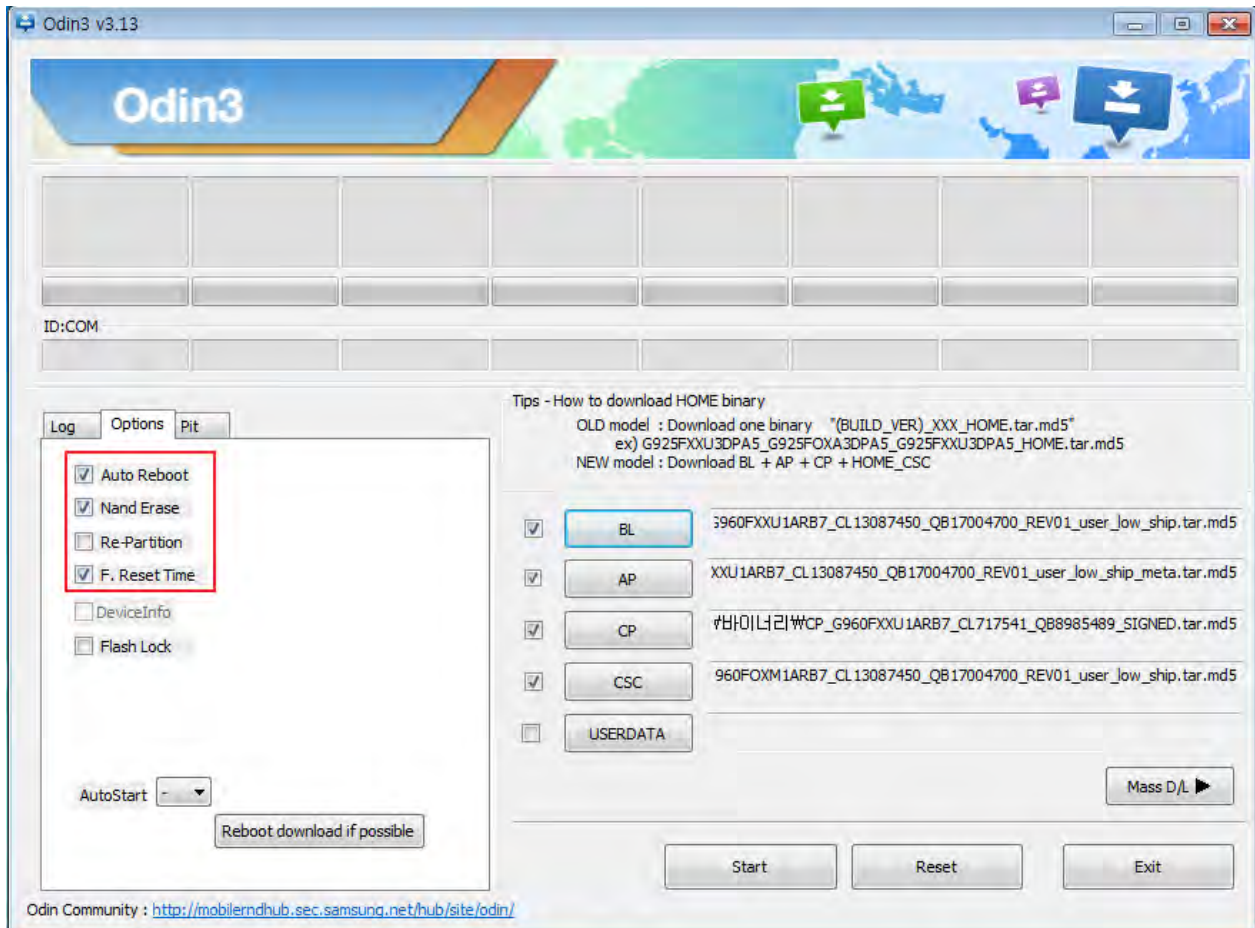 Odin3 v3.13
Odin3
ID:COM
Log Options Pit
Auto Reboot
Nand Erase
Re-Partition
F. Reset Time
DeviceInfo
Flash Lock
AutoStart -
Reboot download if possible
Tips - How to download HOME binary
OLD model : Download one binary "(BUILD_VER)_XXX_HOME.tar.md5"
ex) G925FXXU3DPA5_G925FOXA3DPA5_G925FXXU3DPA5_HOME.tar.md5
NEW model : Download BL + AP + CP + HOME_CSC
BL G960FXXU1ARB7_CL13087450_QB17004700_REV01_user_low_ship.tar.md5
AP XXU1ARB7_CL13087450_QB17004700_REV01_user_low_ship_meta.tar.md5
CP 바이너리₩CP_G960FXXU1ARB7_CL717541_QB8985489_SIGNED.tar.md5
CSC 960FOXM1ARB7_CL13087450_QB17004700_REV01_user_low_ship.tar.md5
USERDATA
Mass D/L
Start Reset Exit
Odin Community : http://mobilerndhub.sec.samsung.net/hub/site/odin/